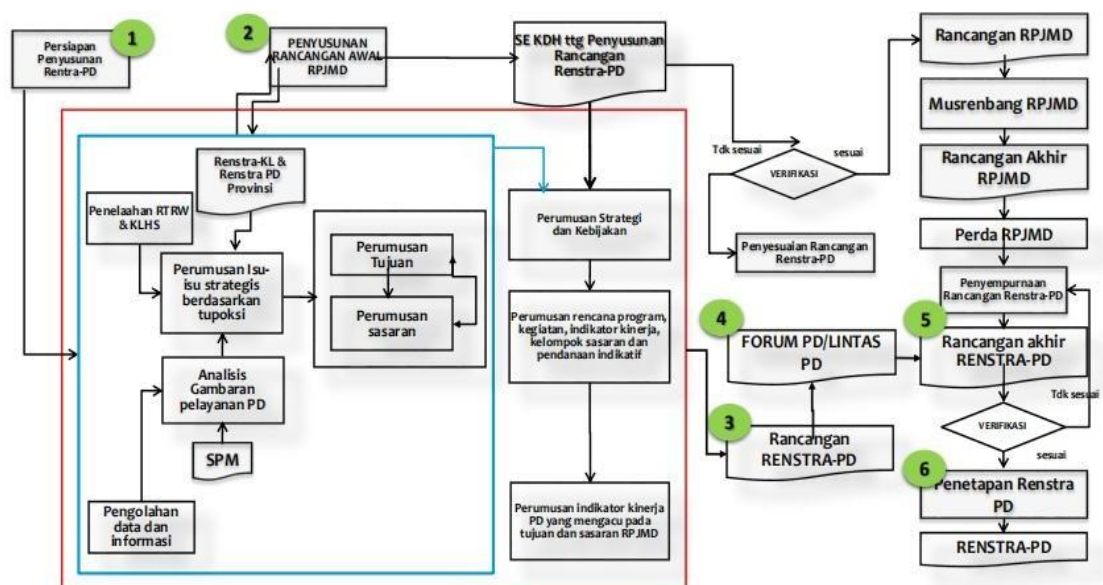 1
Persiapan
Penyusunan
Rentra-PD
2
PENYUSUNAN
RANCANGAN AWAL
RPJMD
SE KDH ttg Penyusunan
Rancangan
Renstra-PD
Rancangan RPJMD
Musrenbang RPJMD
Rancangan Akhir
RPJMD
Perda RPJMD
Penyempurnaan
Rancangan Renstra-PD
Tdk sesuai
sesuai
VERIFIKASI
Penyesuaian Rancangan
Renstra-PD
Renstra-KL &
Renstra PD
Provinsi
Penelaahan RTRW
& KLHS
Perumusan Isu-
isu strategis
berdasarkan
tupoksi
Perumusan
Tujuan
Perumusan
sasaran
Analisis
Gambaran
pelayanan PD
SPM
Pengolahan
data dan
informasi
Perumusan Strategi
dan Kebijakan
Perumusan rencana program,
kegiatan, indikator kinerja,
kelompok sasaran dan
pendanaan indikatif
Perumusan indikator kinerja
PD yang mengacu pada
tujuan dan sasaran RPJMD
3
Rancangan
RENSTRA-PD
4
FORUM PD/LINTAS
PD
5
Rancangan akhir
RENSTRA-PD
Tdk sesuai
VERIFIKASI
sesuai
6
Penetapan Renstra
PD
RENSTRA-PD